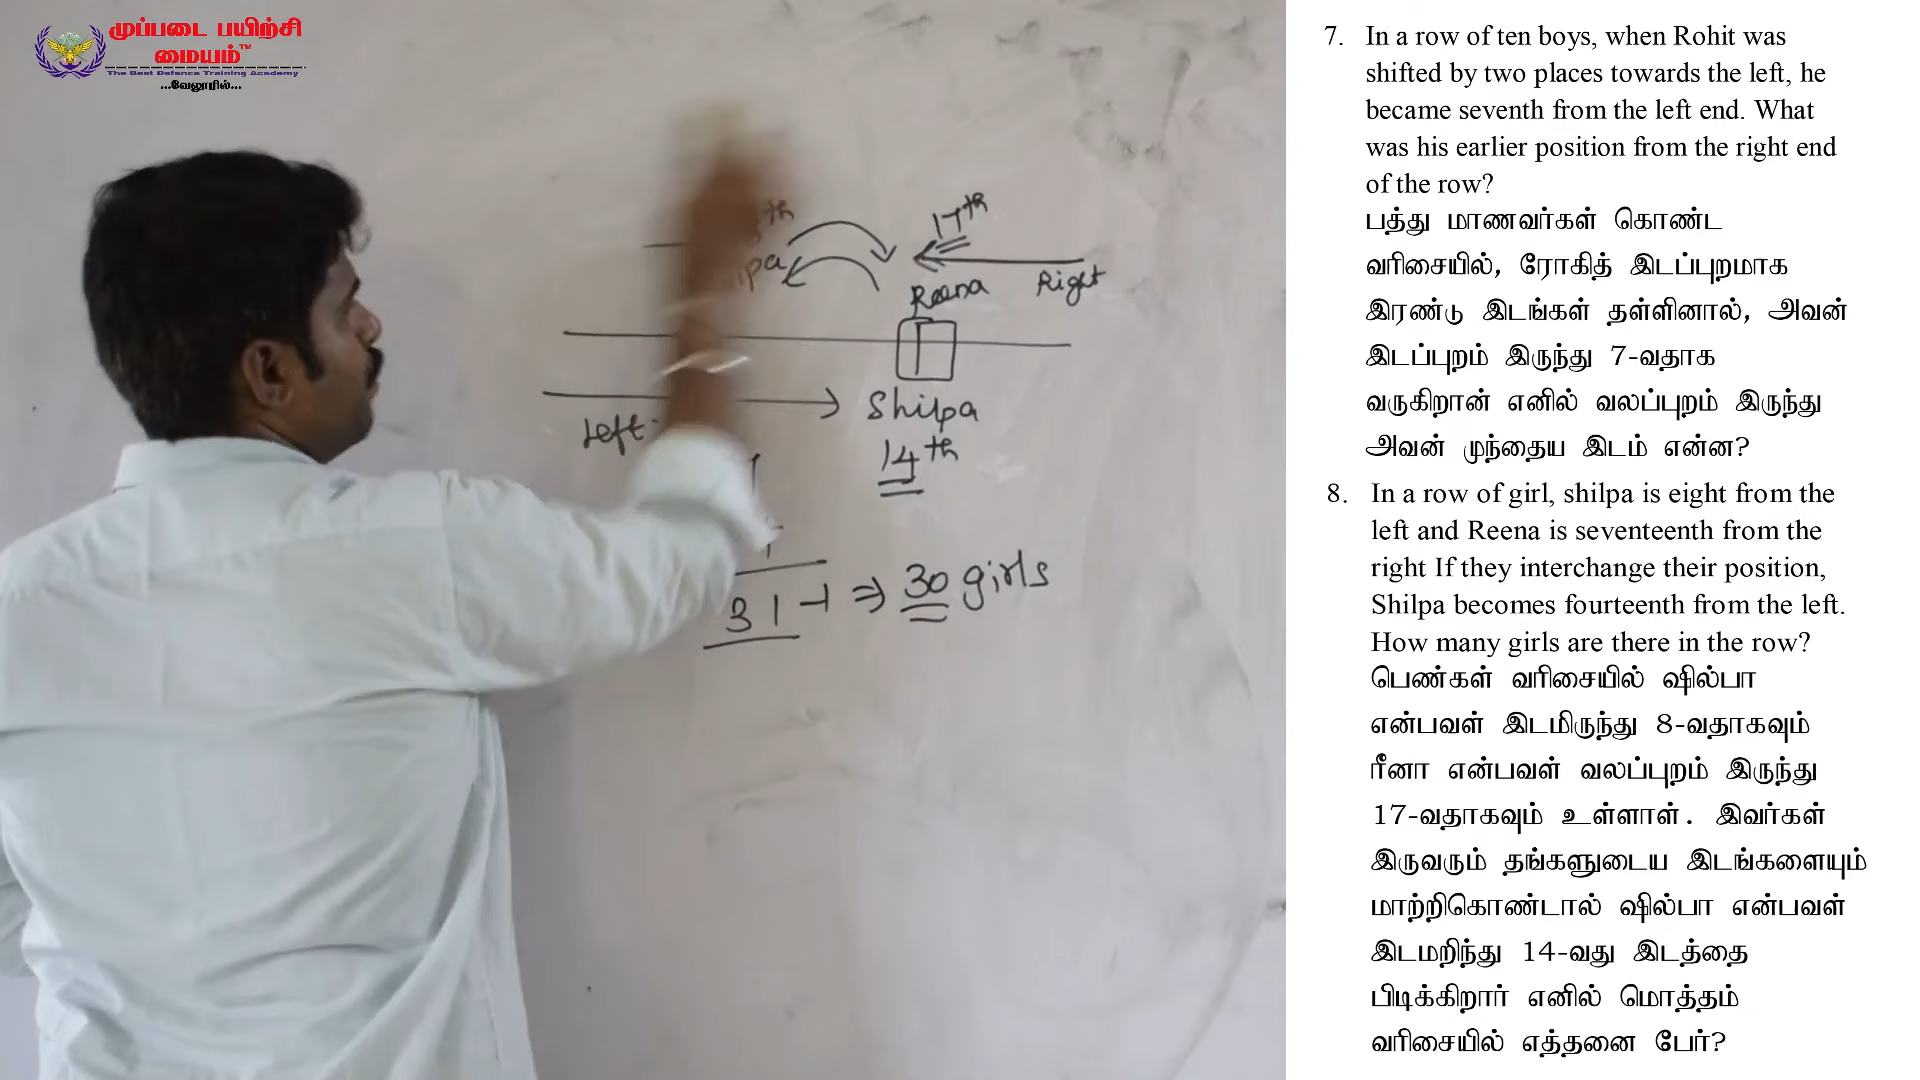 முப்படை பயிற்சி
மையம்™
The Best Defence Training Academy
...வேலூரில்...
17th
Reena
Right
Left
Shilpa
14th
31 -1 ⇒ 30 girls
7. In a row of ten boys, when Rohit was
shifted by two places towards the left, he
became seventh from the left end. What
was his earlier position from the right end
of the row?
பத்து மாணவர்கள் கொண்ட
வரிசையில், ரோகித் இடப்புறமாக
இரண்டு இடங்கள் தள்ளினால், அவன்
இடப்புறம் இருந்து 7-வதாக
வருகிறான் எனில் வலப்புறம் இருந்து
அவன் முந்தைய இடம் என்ன?
8. In a row of girl, shilpa is eight from the
left and Reena is seventeenth from the
right If they interchange their position,
Shilpa becomes fourteenth from the left.
How many girls are there in the row?
பெண்கள் வரிசையில் ஷில்பா
என்பவள் இடமிருந்து 8-வதாகவும்
ரீனா என்பவள் வலப்புறம் இருந்து
17-வதாகவும் உள்ளாள். இவர்கள்
இருவரும் தங்களுடைய இடங்களையும்
மாற்றிகொண்டால் ஷில்பா என்பவள்
இடமறிந்து 14-வது இடத்தை
பிடிக்கிறார் எனில் மொத்தம்
வரிசையில் எத்தனை பேர்?